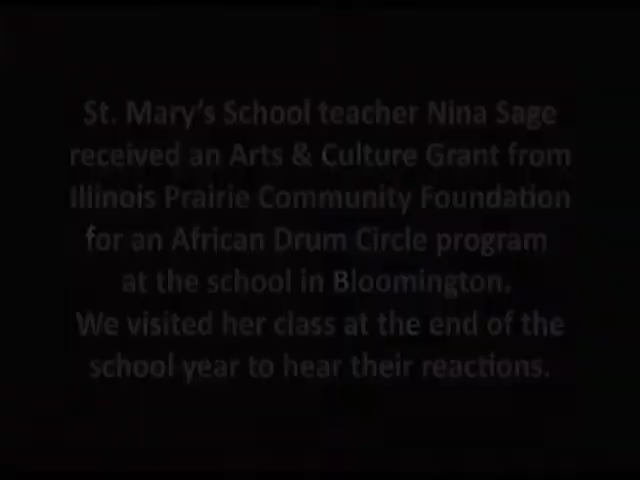 St. Mary's School teacher Nina Sage
received an Arts & Culture Grant from
Illinois Prairie Community Foundation
for an African Drum Circle program
at the school in Bloomington.
We visited her class at the end of the
school year to hear their reactions.